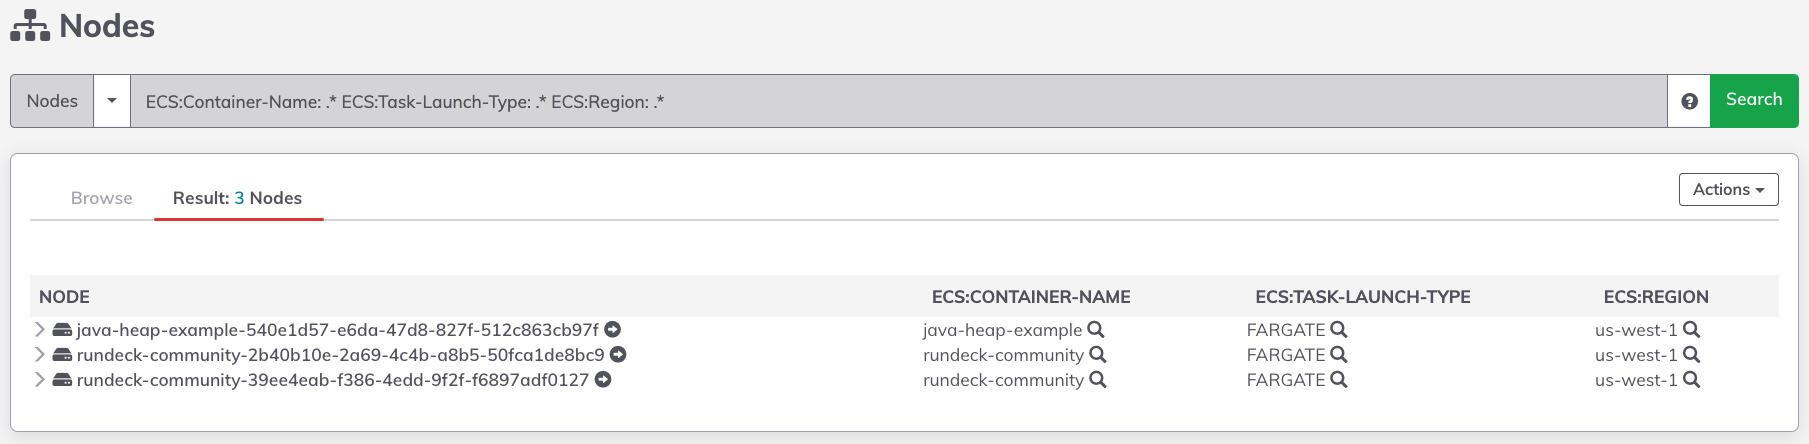 Nodes
Nodes ECS:Container-Name: .* ECS:Task-Launch-Type: .* ECS:Region: .* Search
Browse Result: 3 Nodes Actions
NODE ECS:CONTAINER-NAME ECS:TASK-LAUNCH-TYPE ECS:REGION
java-heap-example-540e1d57-e6da-47d8-827f-512c863cb97f java-heap-example FARGATE us-west-1
rundeck-community-2b40b10e-2a69-4c4b-a8b5-50fca1de8bc9 rundeck-community FARGATE us-west-1
rundeck-community-39ee4eab-f386-4edd-9f2f-f6897adf0127 rundeck-community FARGATE us-west-1